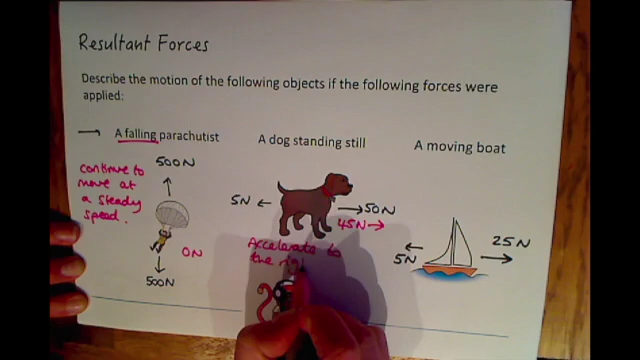 Resultant Forces
Describe the motion of the following objects if the following forces were
applied:
A falling parachutist
A dog standing still
A moving boat
continue to
move at
a steady
speed.
500N
0N
500N
5N
50N
45N
Accelerate to
the rig
5N
25N